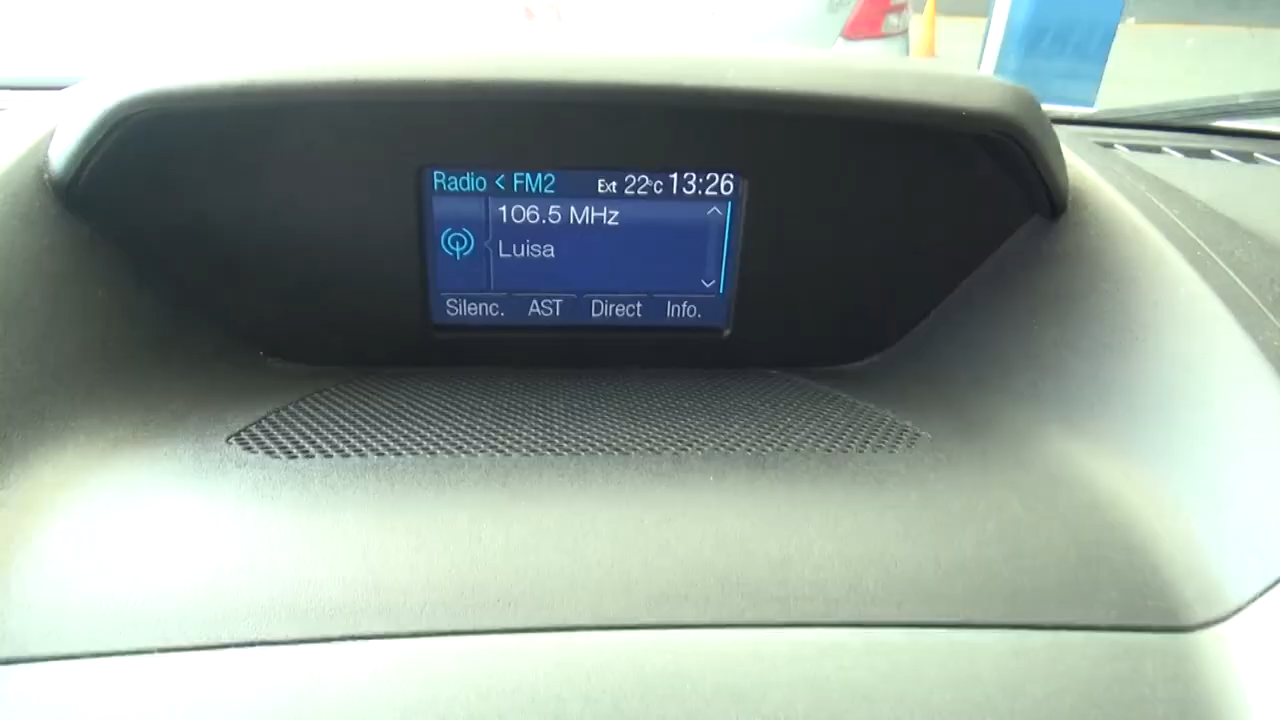 Radio < FM2 Ext 22°C 13:26
106.5 MHz
Luisa
Silenc. AST Direct Info.